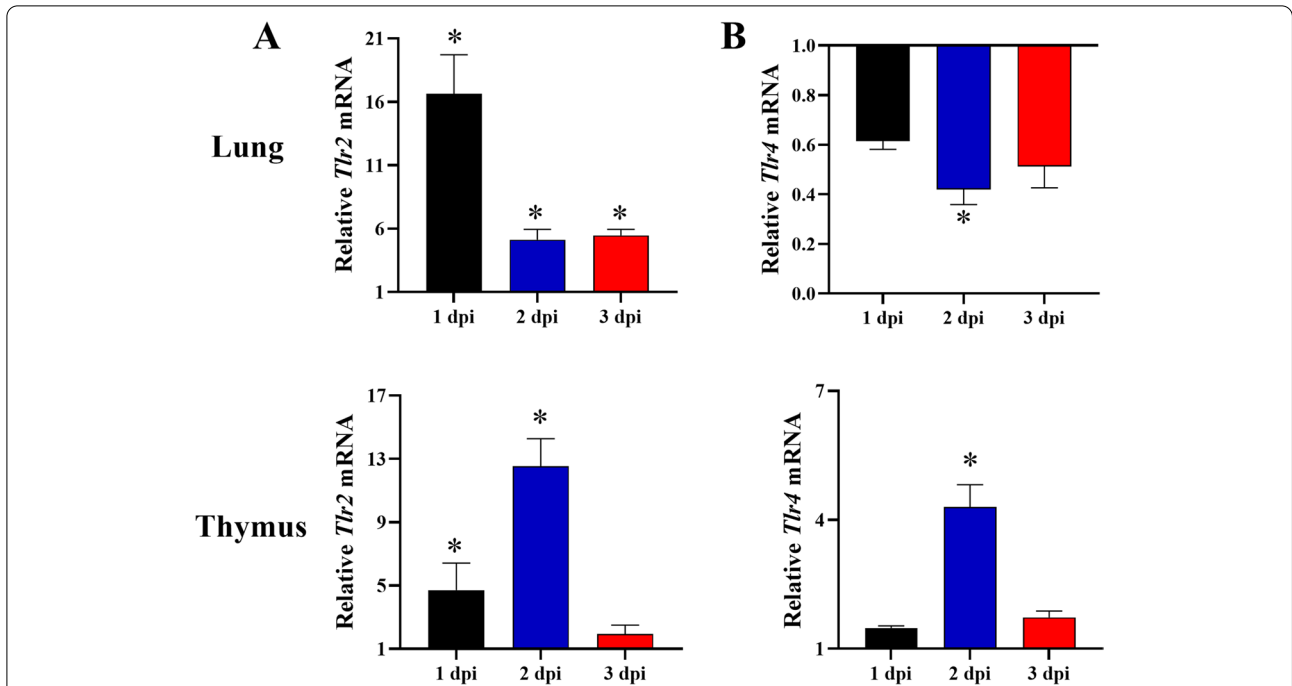 A
B
Lung
Relative Tlr2 mRNA
21
16
11
6
1
*
*
*
1 dpi
2 dpi
3 dpi
Relative Tlr4 mRNA
1.0
0.8
0.6
0.4
0.2
0.0
*
1 dpi
2 dpi
3 dpi
Thymus
Relative Tlr2 mRNA
17
13
9
5
1
*
*
1 dpi
2 dpi
3 dpi
Relative Tlr4 mRNA
7
4
1
*
1 dpi
2 dpi
3 dpi